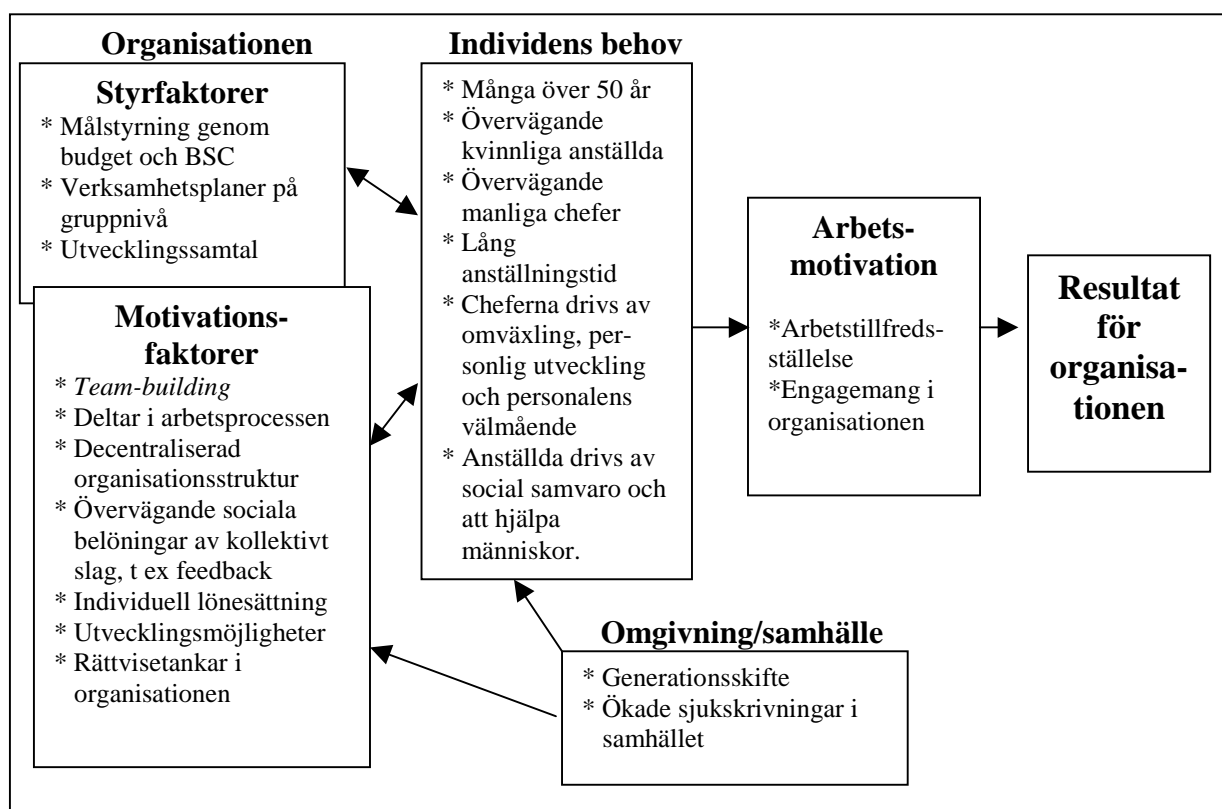 Organisationen
Styrfaktorer
* Målstyrning genom
budget och BSC
* Verksamhetsplaner på
gruppnivå
* Utvecklingssamtal
Motivations-
faktorer
* Team-building
* Deltar i arbetsprocessen
* Decentraliserad
organisationsstruktur
* Övervägande sociala
belöningar av kollektivt
slag, t ex feedback
* Individuell lönesättning
* Utvecklingsmöjligheter
* Rättvisetankar i
organisationen
Individens behov
* Många över 50 år
* Övervägande
kvinnliga anställda
* Övervägande
manliga chefer
* Lång
anställningstid
* Cheferna drivs av
omväxling, per-
sonlig utveckling
och personalens
välmående
* Anställda drivs av
social samvaro och
att hjälpa
människor.
Omgivning/samhälle
* Generationsskifte
* Ökade sjukskrivningar i
samhället
Arbets-
motivation
*Arbetstillfreds-
ställelse
*Engagemang i
organisationen
Resultat
för
organisa-
tionen